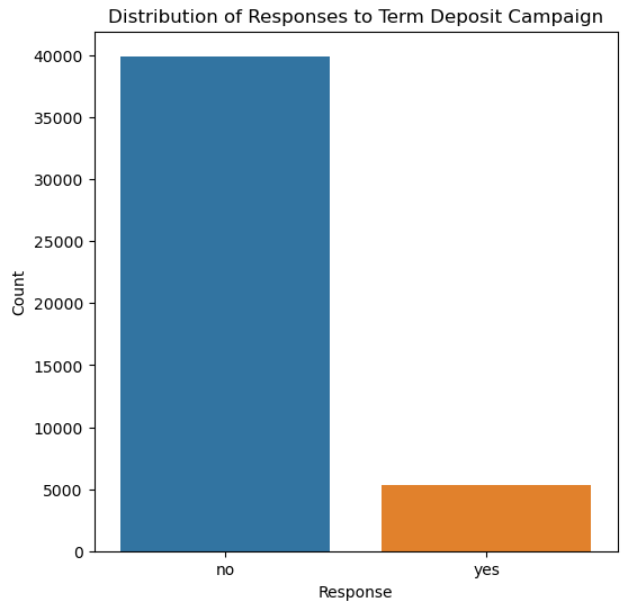 Distribution of Responses to Term Deposit Campaign
40000
35000
30000
25000
20000
15000
10000
5000
0
Count
no yes
Response